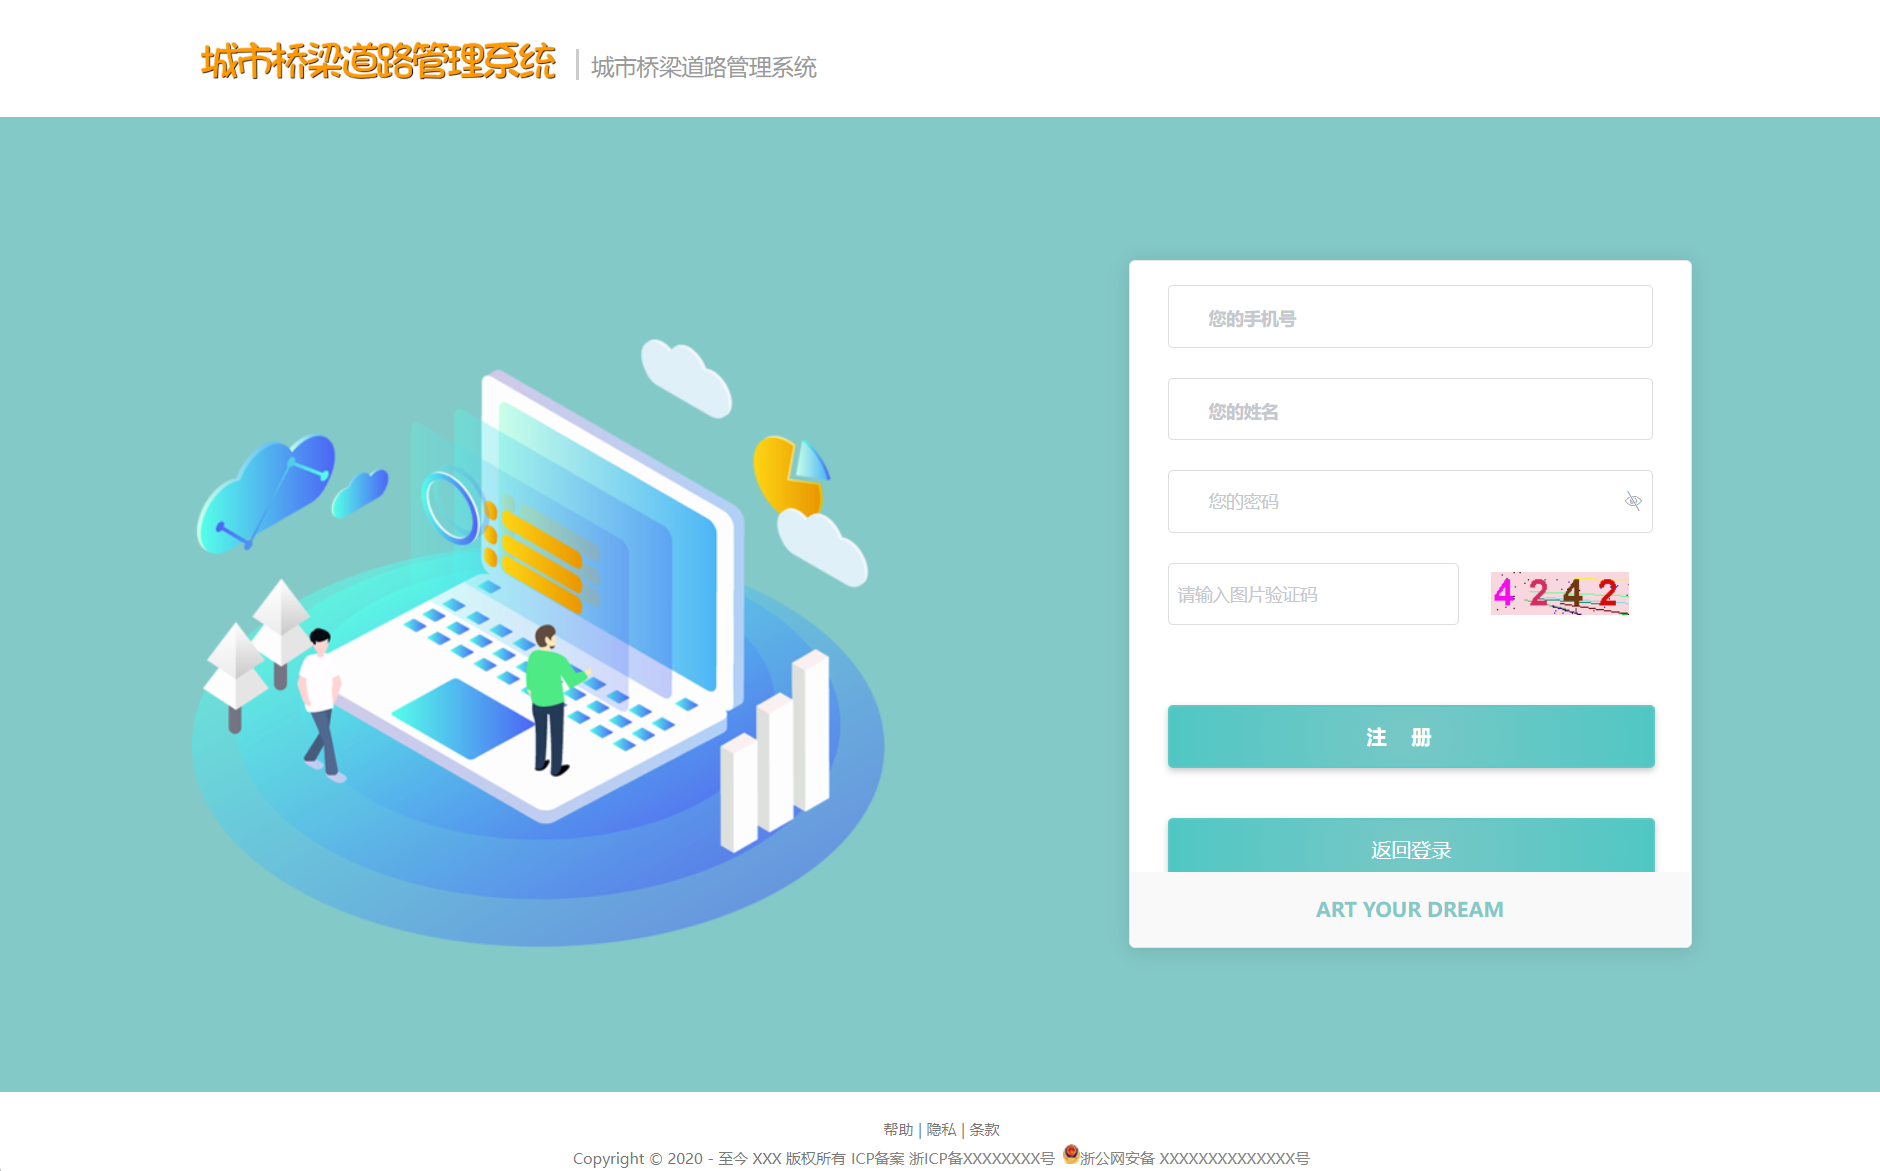 城市桥梁道路管理系统 | 城市桥梁道路管理系统
您的手机号
您的姓名
您的密码
请输入图片验证码 4242
注 册
返回登录
ART YOUR DREAM
帮助 | 隐私 | 条款
Copyright © 2020 - 至今 XXX 版权所有 ICP备案 浙ICP备XXXXXXXX号 浙公网安备 XXXXXXXXXXXXXX号